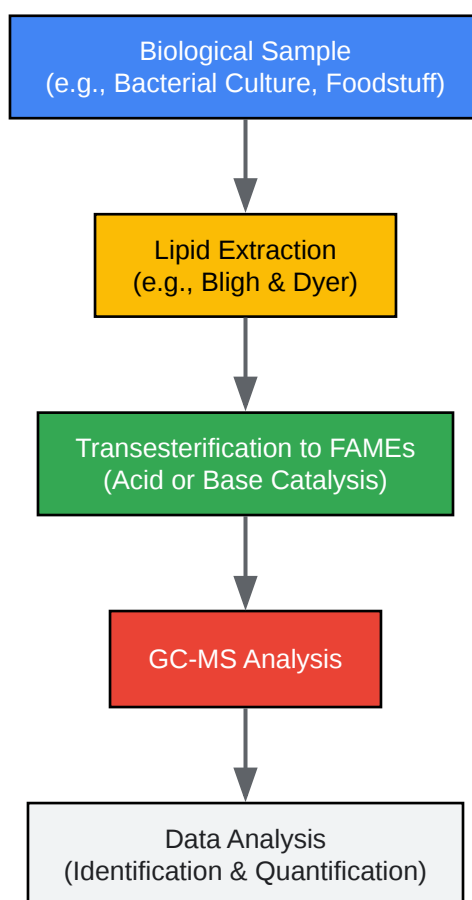 Biological Sample
(e.g., Bacterial Culture, Foodstuff)
Lipid Extraction
(e.g., Bligh & Dyer)
Transesterification to FAMEs
(Acid or Base Catalysis)
GC-MS Analysis
Data Analysis
(Identification & Quantification)